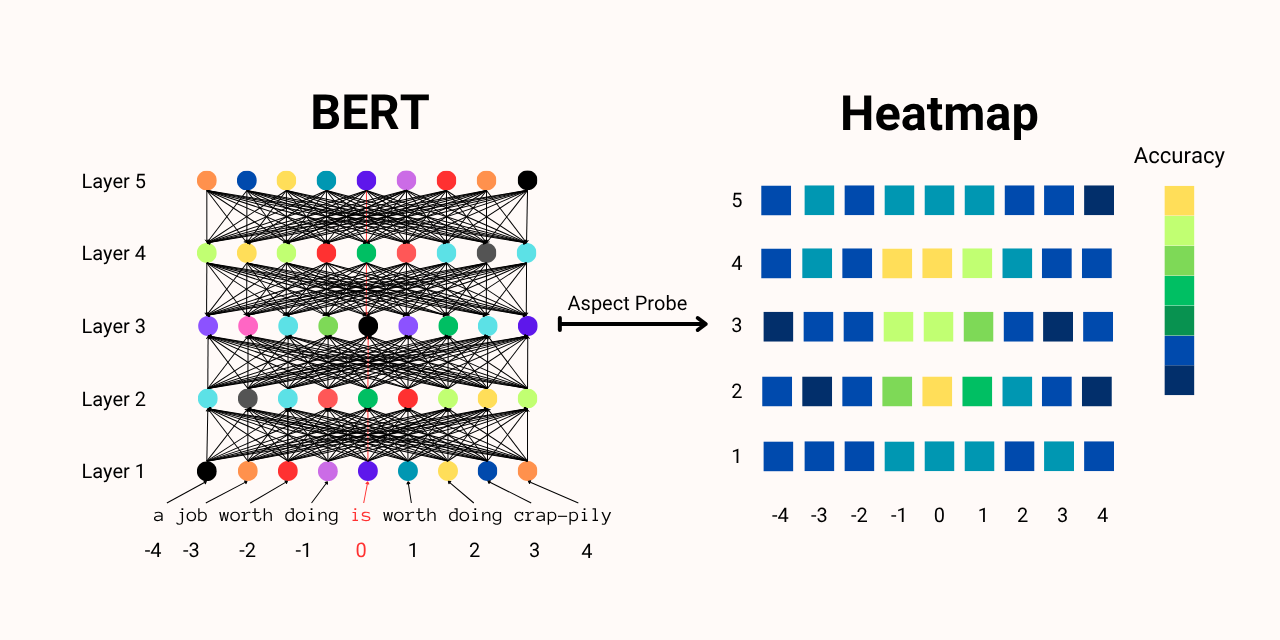 BERT
Layer 5
Layer 4
Layer 3
Layer 2
Layer 1
a job worth doing is worth doing crap-pily
-4 -3 -2 -1 0 1 2 3 4
Aspect Probe
Heatmap
5
4
3
2
1
-4 -3 -2 -1 0 1 2 3 4
Accuracy